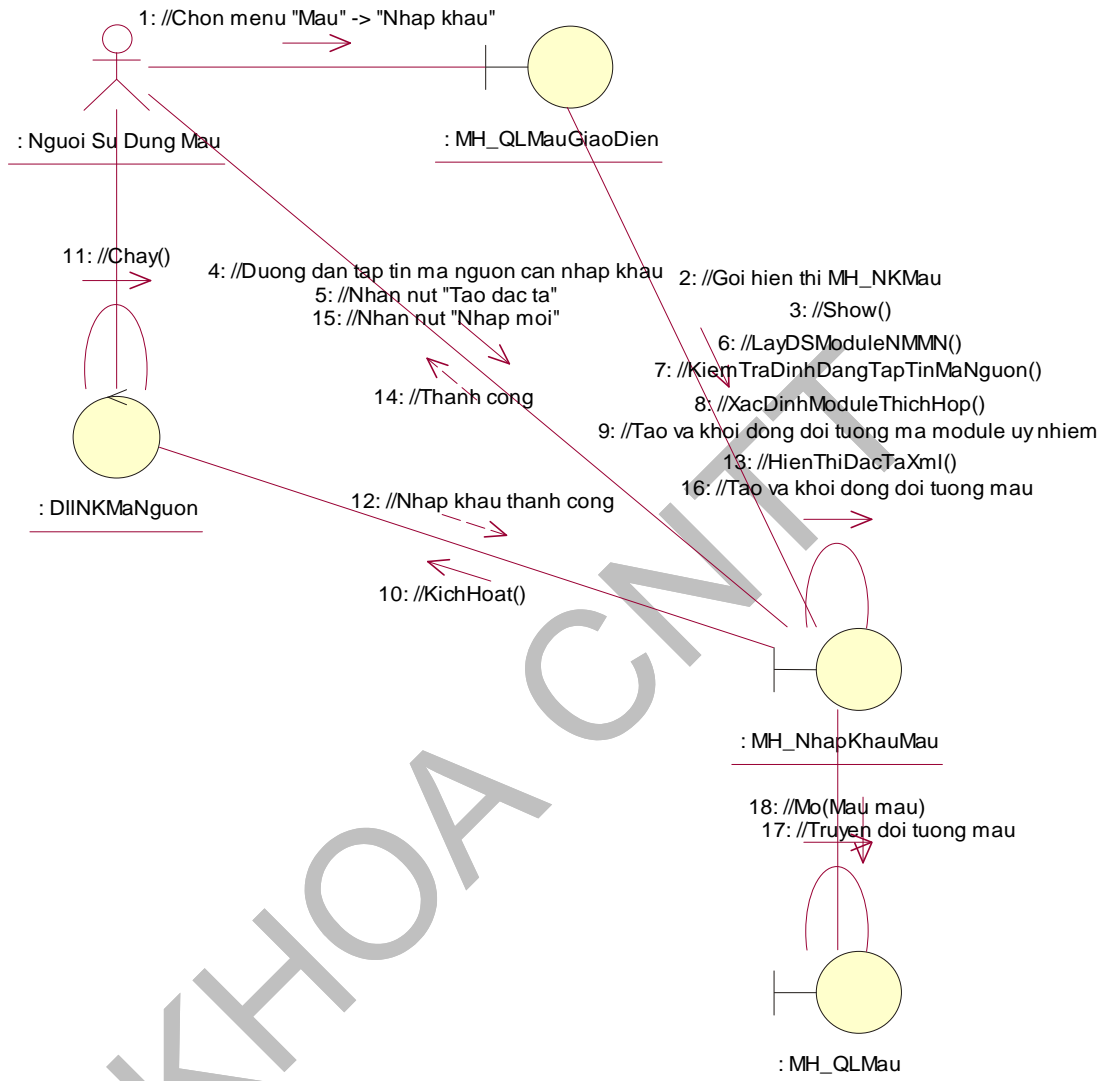 1: //Chon menu "Mau" -> "Nhap khau"
: Nguoi Su Dung Mau
: MH_QLMauGiaoDien
11: //Chay()
4: //Duong dan tap tin ma nguon can nhap khau
5: //Nhan nut "Tao dac ta"
15: //Nhan nut "Nhap moi"
14: //Thanh cong
2: //Goi hien thi MH_NKMau
3: //Show()
6: //LayDSModuleNMMN()
7: //KiemTraDinhDangTapTinMaNguon()
8: //XacDinhModuleThichHop()
9: //Tao va khoi dong doi tuong ma module uy nhiem
13: //HienThiDacTaXml()
16: //Tao va khoi dong doi tuong mau
: DllNKMaNguon
12: //Nhap khau thanh cong
10: //KichHoat()
: MH_NhapKhauMau
18: //Mo(Mau mau)
17: //Truyen doi tuong mau
: MH_QLMau
KHOA CNTT